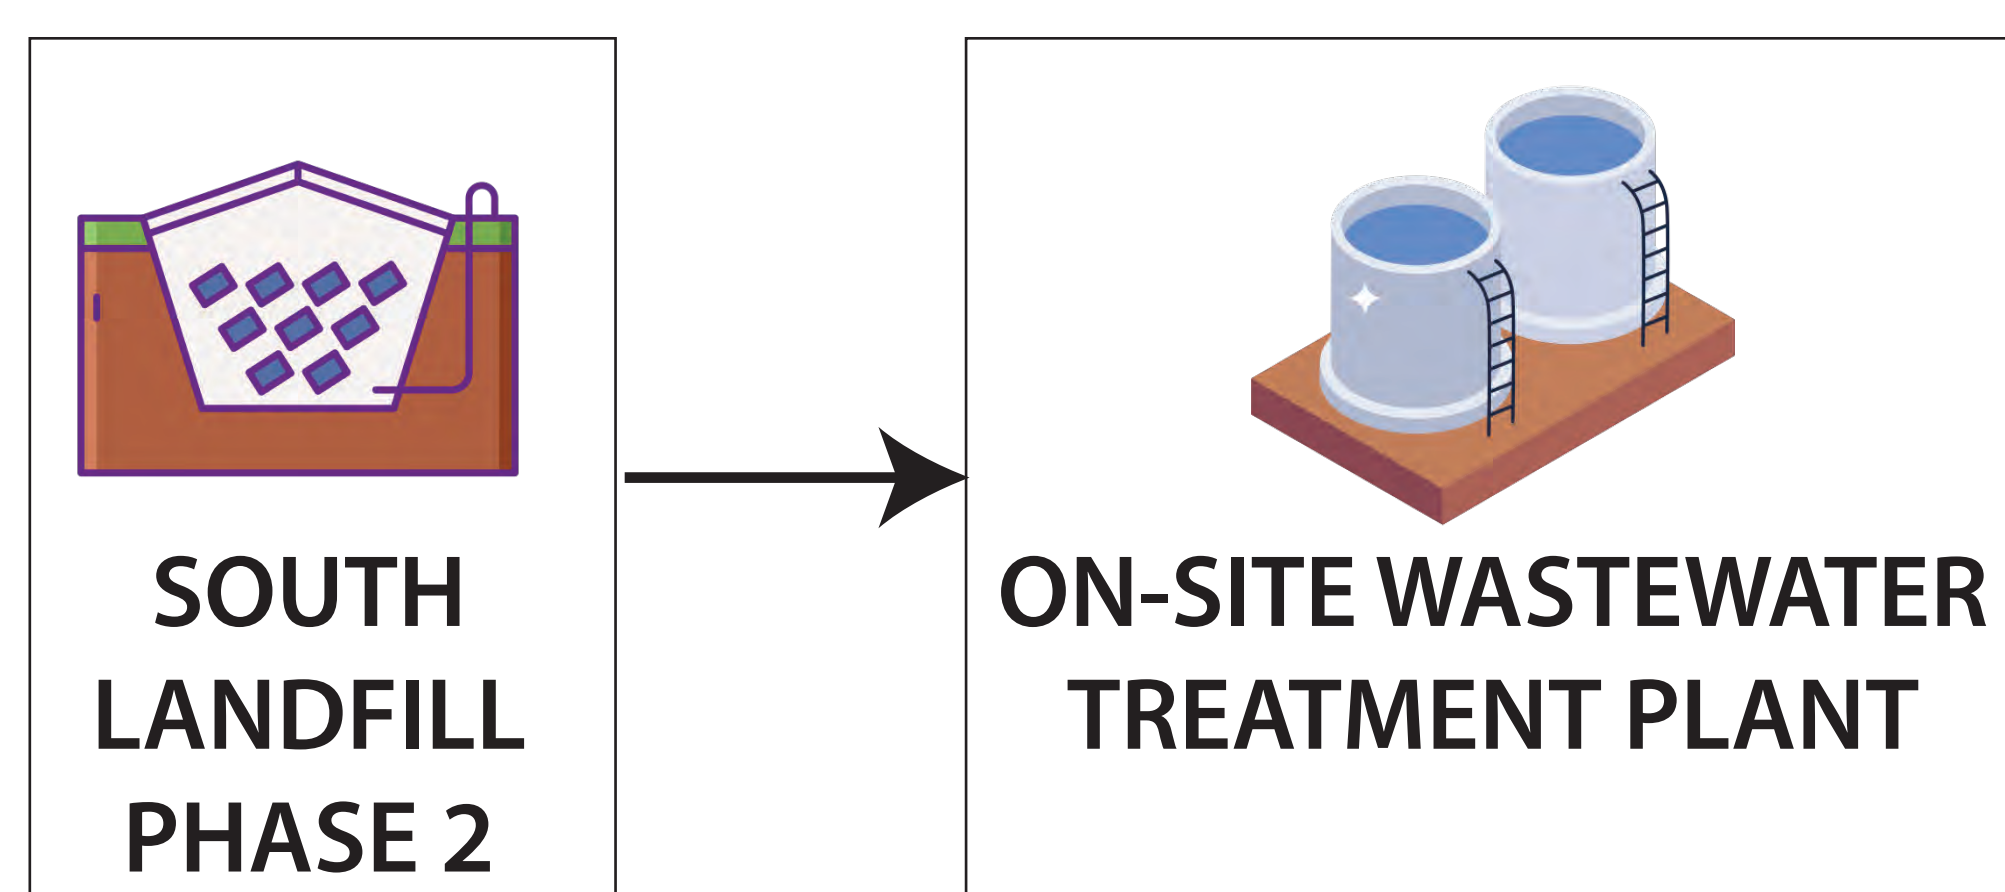 SOUTH
LANDFILL
PHASE 2
ON-SITE WASTEWATER
TREATMENT PLANT